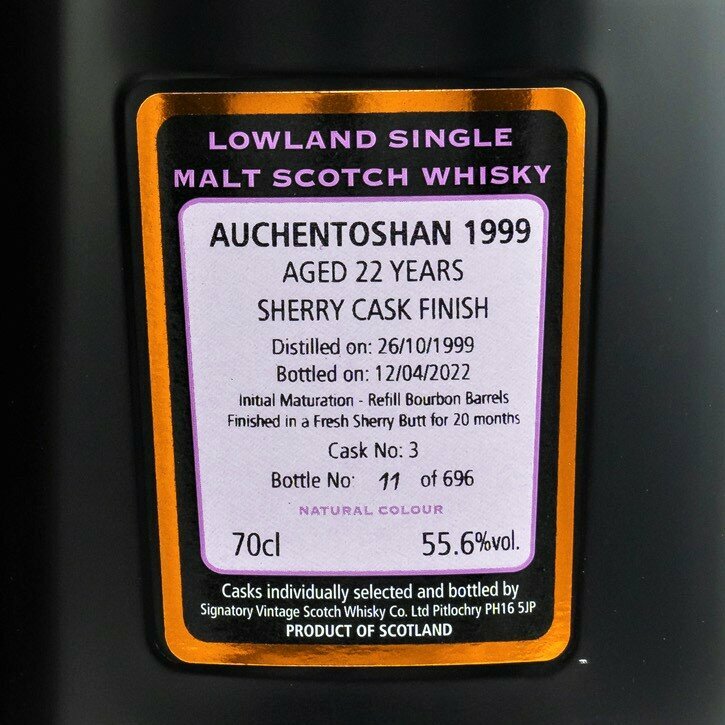 LOWLAND SINGLE
MALT SCOTCH WHISKY
AUCHENTOSHAN 1999
AGED 22 YEARS
SHERRY CASK FINISH
Distilled on: 26/10/1999
Bottled on: 12/04/2022
Initial Maturation - Refill Bourbon Barrels
Finished in a Fresh Sherry Butt for 20 months
Cask No: 3
Bottle No: 11 of 696
NATURAL COLOUR
70cl 55.6%vol.
Casks individually selected and bottled by
Signatory Vintage Scotch Whisky Co. Ltd Pitlochry PH16 5JP
PRODUCT OF SCOTLAND